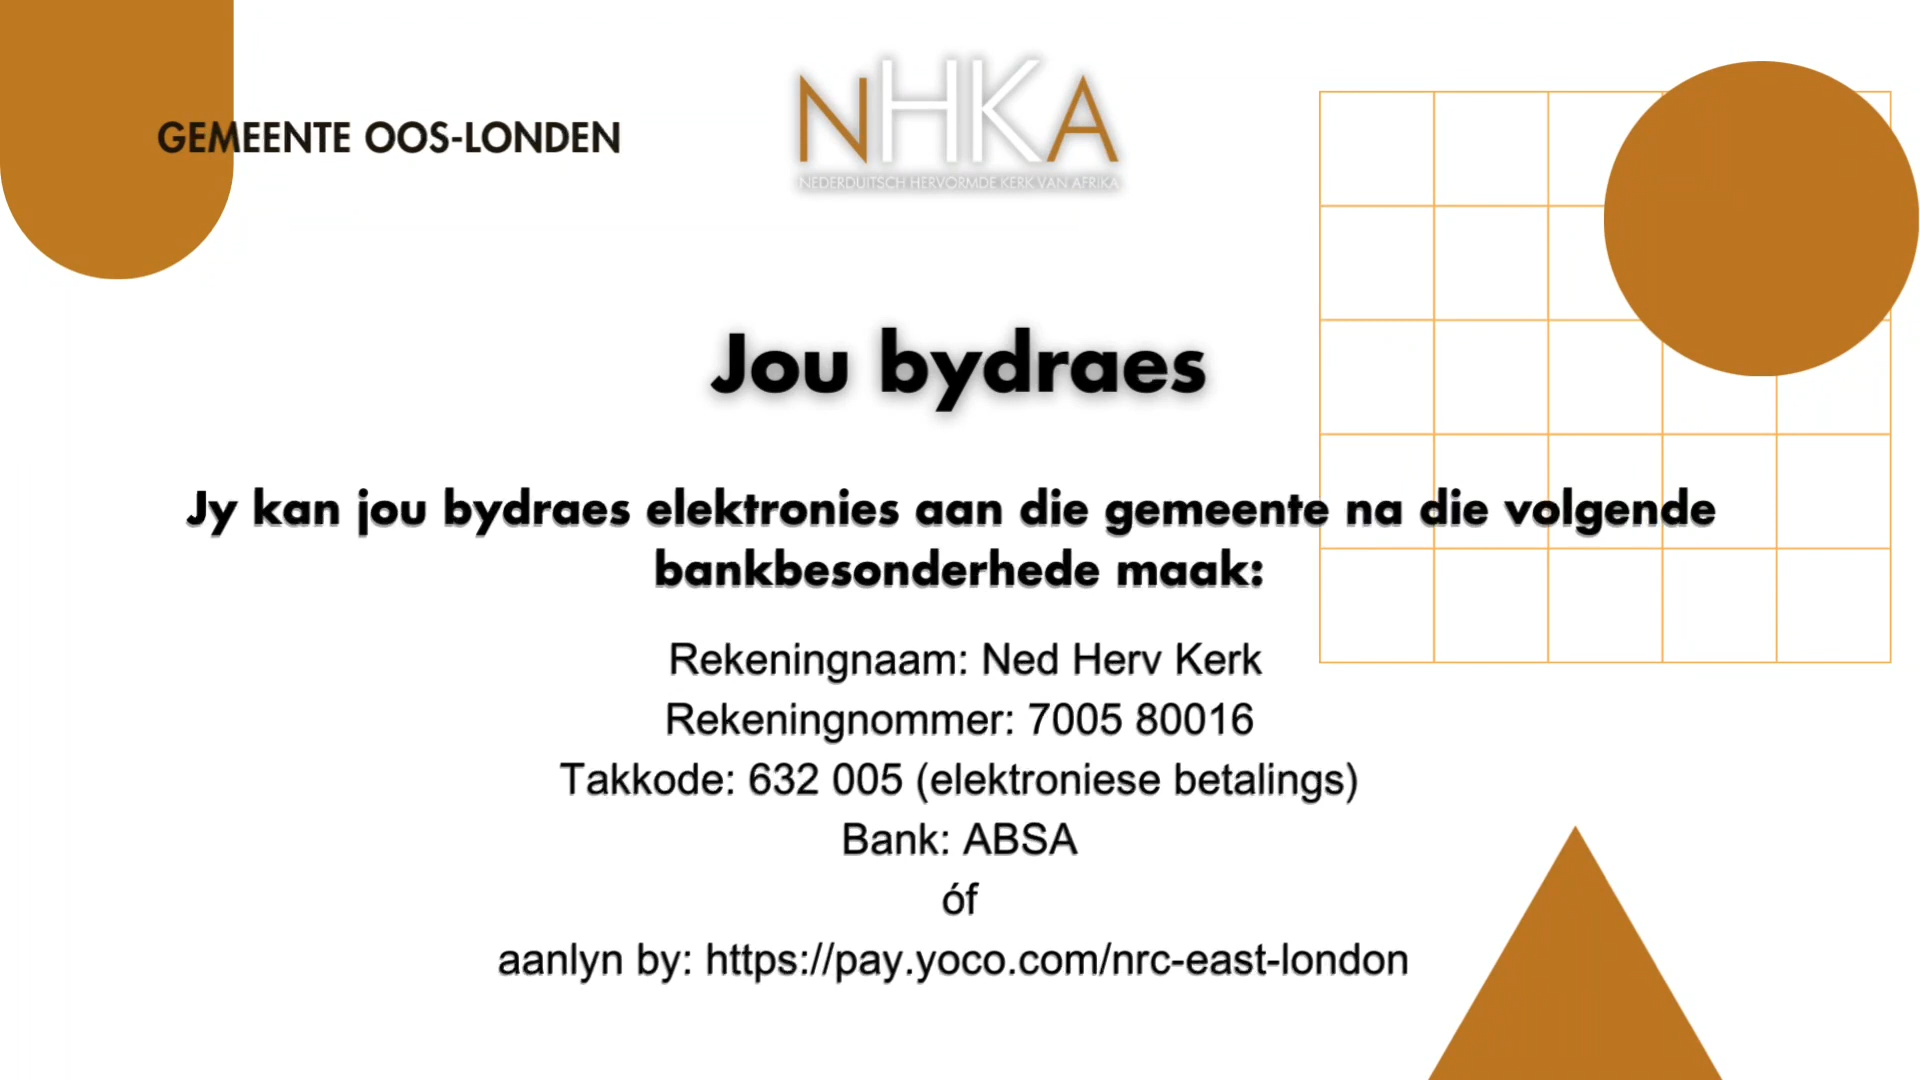 GEMEENTE OOS-LONDEN
NHKA
NEDERDUITSCH HERVORMDE KERK VAN AFRIKA
Jou bydraes
Jy kan jou bydraes elektronies aan die gemeente na die volgende
bankbesonderhede maak:
Rekeningnaam: Ned Herv Kerk
Rekeningnommer: 7005 80016
Takkode: 632 005 (elektroniese betalings)
Bank: ABSA
óf
aanlyn by: https://pay.yoco.com/nrc-east-london